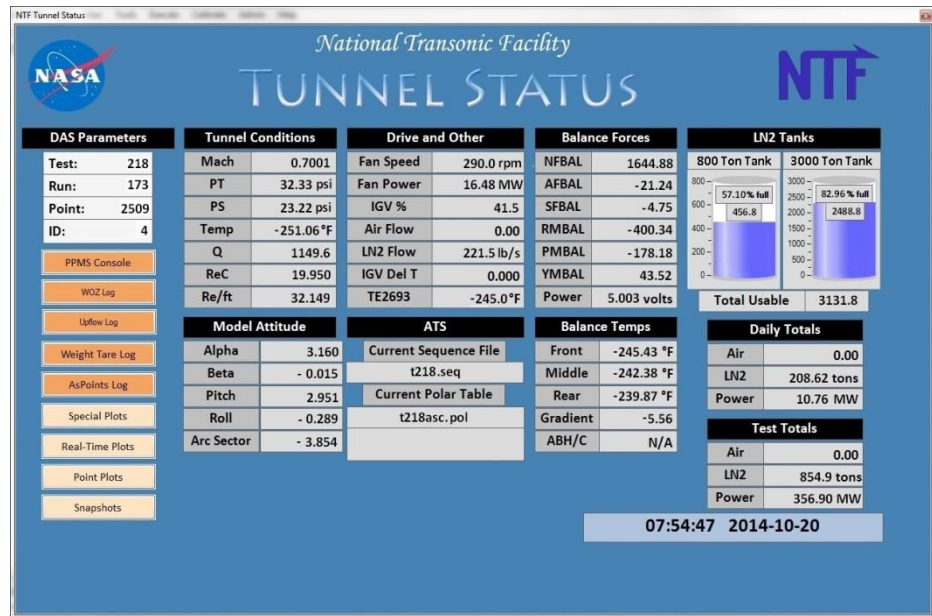 NTF Tunnel Status
National Transonic Facility
TUNNEL STATUS
NASA
NTF
DAS Parameters
Test: 218
Run: 173
Point: 2509
ID: 4
PPMS Console
WOZ Log
Upflow Log
Weight Tare Log
AsPoints Log
Special Plots
Real-Time Plots
Point Plots
Snapshots
Tunnel Conditions
Mach 0.7001
PT 32.33 psi
PS 23.22 psi
Temp -251.06°F
Q 1149.6
ReC 19.950
Re/ft 32.149
Model Attitude
Alpha 3.160
Beta - 0.015
Pitch 2.951
Roll - 0.289
Arc Sector - 3.854
Drive and Other
Fan Speed 290.0 rpm
Fan Power 16.48 MW
IGV % 41.5
Air Flow 0.00
LN2 Flow 221.5 lb/s
IGV Del T 0.000
TE2693 -245.0°F
ATS
Current Sequence File
t218.seq
Current Polar Table
t218asc.pol
Balance Forces
NFBAL 1644.88
AFBAL -21.24
SFBAL -4.75
RMBAL -400.34
PMBAL -178.18
YMBAL 43.52
Power 5.003 volts
Balance Temps
Front -245.43 °F
Middle -242.38 °F
Rear -239.87 °F
Gradient -5.56
ABH/C N/A
LN2 Tanks
800 Ton Tank
800
600
400
200
0
57.10 % full
456.8
3000 Ton Tank
3000
2500
2000
1500
1000
500
0
82.96 % full
2488.8
Total Usable 3131.8
Daily Totals
Air 0.00
LN2 208.62 tons
Power 10.76 MW
Test Totals
Air 0.00
LN2 854.9 tons
Power 356.90 MW
07:54:47 2014-10-20